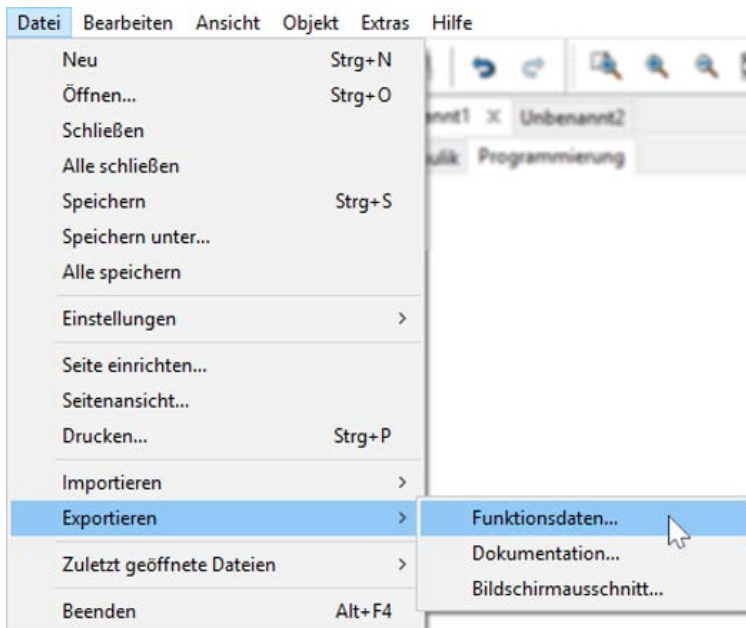 Datei Bearbeiten Ansicht Objekt Extras Hilfe
Neu Strg+N
Öffnen... Strg+O
Schließen
Alle schließen
Speichern Strg+S
Speichern unter...
Alle speichern
Einstellungen >
Seite einrichten...
Seitenansicht...
Drucken... Strg+P
Importieren >
Exportieren >
Zuletzt geöffnete Dateien >
Beenden Alt+F4
Funktionsdaten...
Dokumentation...
Bildschirmausschnitt...
Unbenannt2
Programmierung